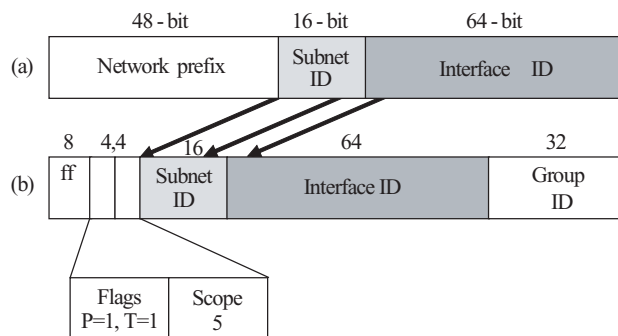 48 - bit 16 - bit 64 - bit
(a) Network prefix Subnet ID Interface ID
8 4,4 16 64 32
(b) ff Subnet ID Interface ID Group ID
Flags P=1, T=1 Scope 5